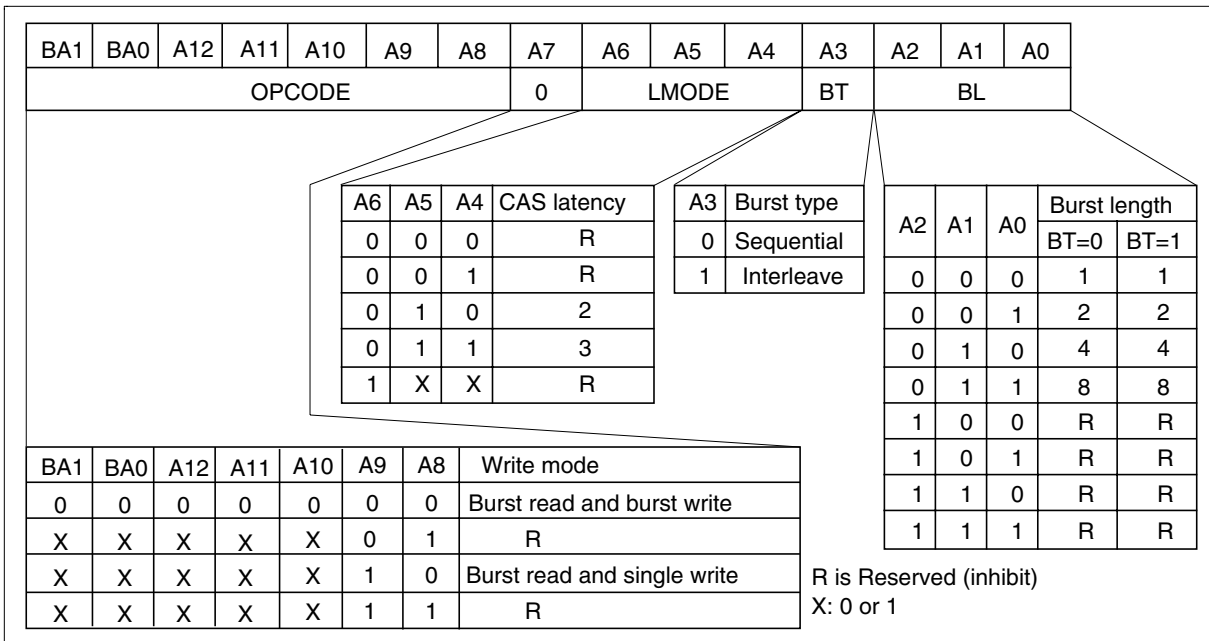 BA1 BA0 A12 A11 A10 A9 A8 A7 A6 A5 A4 A3 A2 A1 A0
OPCODE 0 LMODE BT BL
A6 A5 A4 CAS latency
0 0 0 R
0 0 1 R
0 1 0 2
0 1 1 3
1 X X R
A3 Burst type
0 Sequential
1 Interleave
A2 A1 A0 Burst length
BT=0 BT=1
0 0 0 1 1
0 0 1 2 2
0 1 0 4 4
0 1 1 8 8
1 0 0 R R
1 0 1 R R
1 1 0 R R
1 1 1 R R
BA1 BA0 A12 A11 A10 A9 A8 Write mode
0 0 0 0 0 0 0 Burst read and burst write
X X X X X 0 1 R
X X X X X 1 0 Burst read and single write
X X X X X 1 1 R
R is Reserved (inhibit)
X: 0 or 1